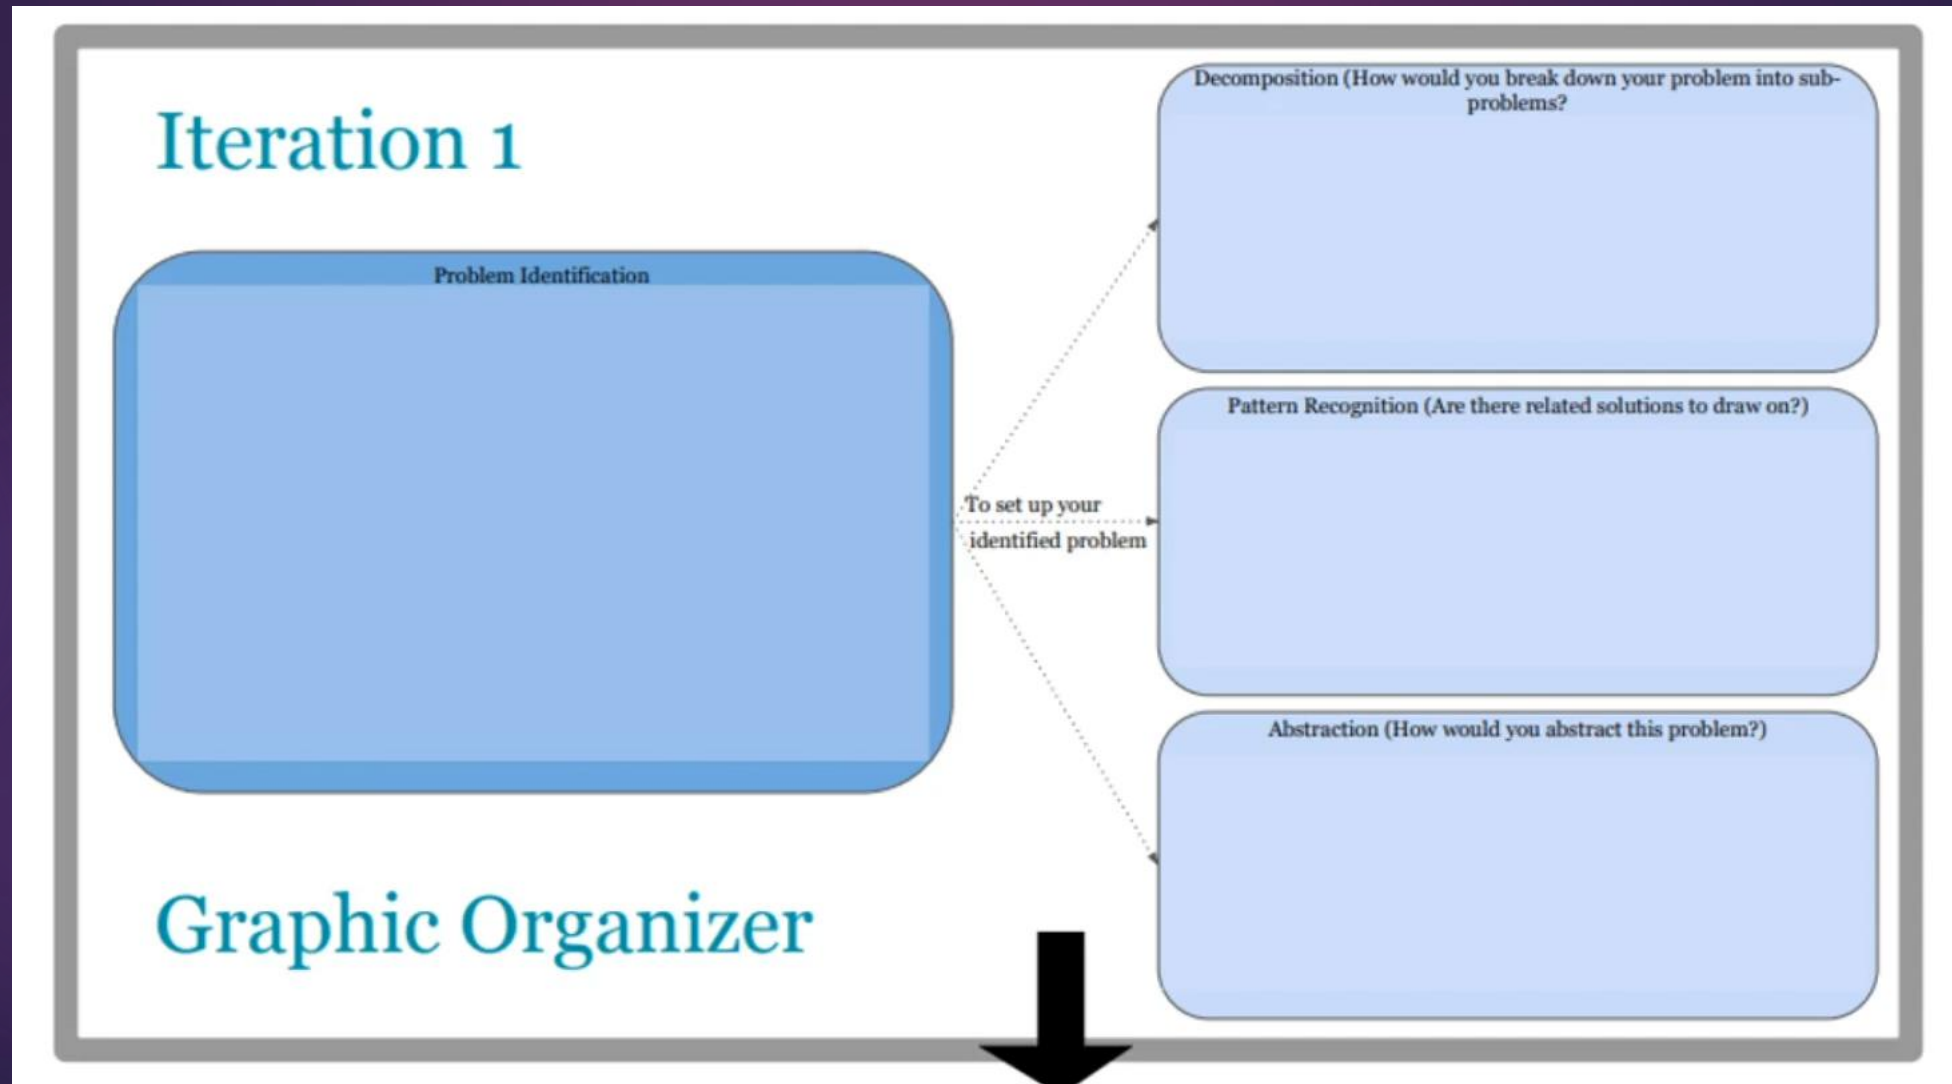 Iteration 1
Problem Identification
Graphic Organizer
To set up your
identified problem
Decomposition (How would you break down your problem into sub-
problems?
Pattern Recognition (Are there related solutions to draw on?)
Abstraction (How would you abstract this problem?)